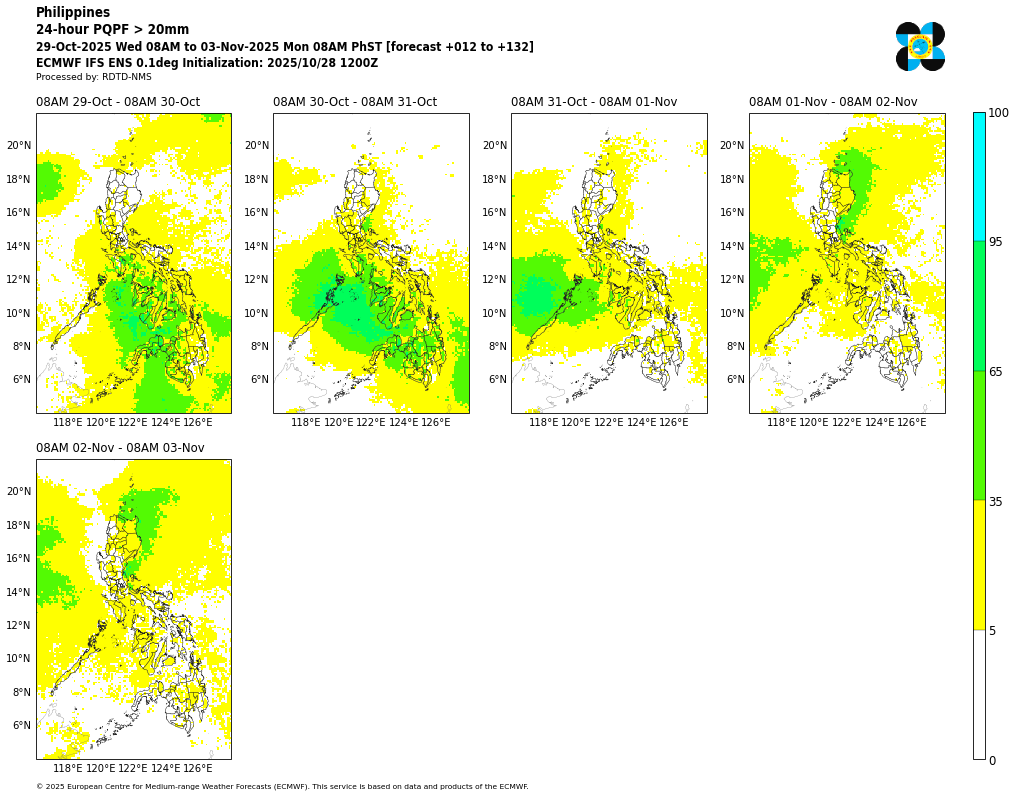 Philippines
24-hour PQPF > 20mm
29-Oct-2025 Wed 08AM to 03-Nov-2025 Mon 08AM PhST [forecast +012 to +132]
ECMWF IFS ENS 0.1deg Initialization: 2025/10/28 1200Z
Processed by: RDTD-NMS
08AM 29-Oct - 08AM 30-Oct
20°N
18°N
16°N
14°N
12°N
10°N
8°N
6°N
118°E 120°E 122°E 124°E 126°E
08AM 30-Oct - 08AM 31-Oct
20°N
18°N
16°N
14°N
12°N
10°N
8°N
6°N
118°E 120°E 122°E 124°E 126°E
08AM 31-Oct - 08AM 01-Nov
20°N
18°N
16°N
14°N
12°N
10°N
8°N
6°N
118°E 120°E 122°E 124°E 126°E
08AM 01-Nov - 08AM 02-Nov
20°N
18°N
16°N
14°N
12°N
10°N
8°N
6°N
118°E 120°E 122°E 124°E 126°E
100
95
65
35
5
0
08AM 02-Nov - 08AM 03-Nov
20°N
18°N
16°N
14°N
12°N
10°N
8°N
6°N
118°E 120°E 122°E 124°E 126°E
© 2025 European Centre for Medium-range Weather Forecasts (ECMWF). This service is based on data and products of the ECMWF.